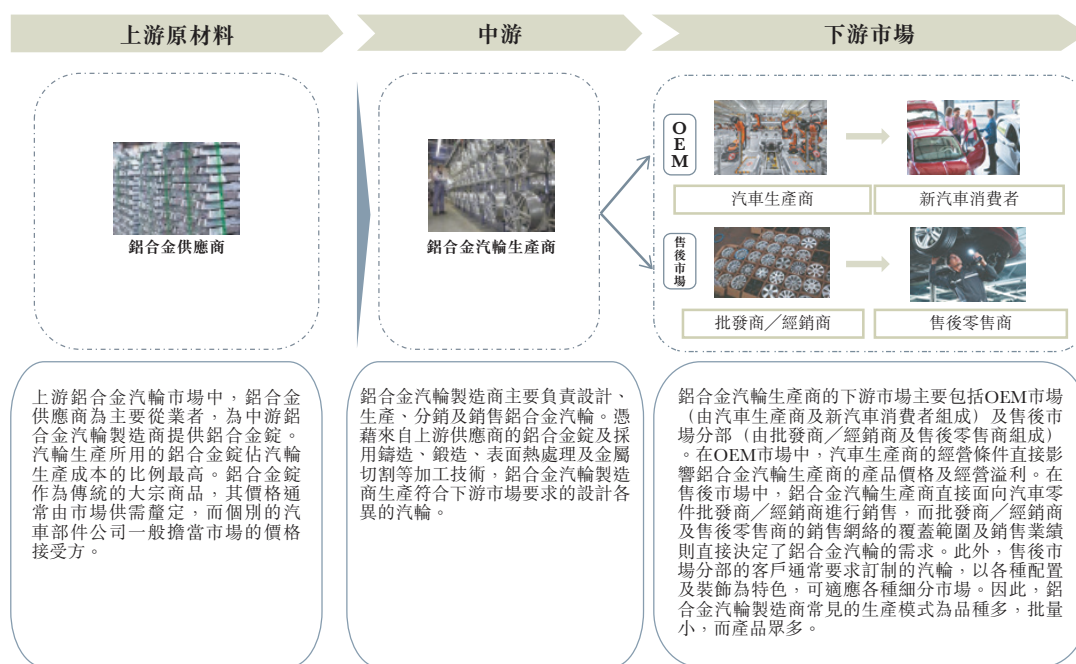 上游原材料
中游
下游市場
OEM
汽車生產商
新汽車消費者
鋁合金供應商
鋁合金汽輪生產商
售後市場
批發商／經銷商
售後零售商
上游鋁合金汽輪市場中，鋁合金
供應商為主要從業者，為中游鋁
合金汽輪製造商提供鋁合金錠。
汽輪生產所用的鋁合金錠佔汽輪
生產成本的比例最高。鋁合金錠
作為傳統的大宗商品，其價格通
常由市場供需釐定，而個別的汽
車部件公司一般擔當市場的價格
接受方。
鋁合金汽輪製造商主要負責設計、
生產、分銷及銷售鋁合金汽輪。憑
藉來自上游供應商的鋁合金錠及採
用鑄造、鍛造、表面熱處理及金屬
切割等加工技術，鋁合金汽輪製造
商生產符合下游市場要求的設計各
異的汽輪。
鋁合金汽輪生產商的下游市場主要包括OEM市場
（由汽車生產商及新汽車消費者組成）及售後市
場分部（由批發商／經銷商及售後零售商組成）
。在OEM市場中，汽車生產商的經營條件直接影
響鋁合金汽輪生產商的產品價格及經營溢利。在
售後市場中，鋁合金汽輪生產商直接面向汽車零
件批發商／經銷商進行銷售，而批發商／經銷商
及售後零售商的銷售網絡的覆蓋範圍及銷售業績
則直接決定了鋁合金汽輪的需求。此外，售後市
場分部的客戶通常要求訂制的汽輪，以各種配置
及裝飾為特色，可適應各種細分市場。因此，鋁
合金汽輪製造商常見的生產模式為品種多，批量
小，而產品眾多。